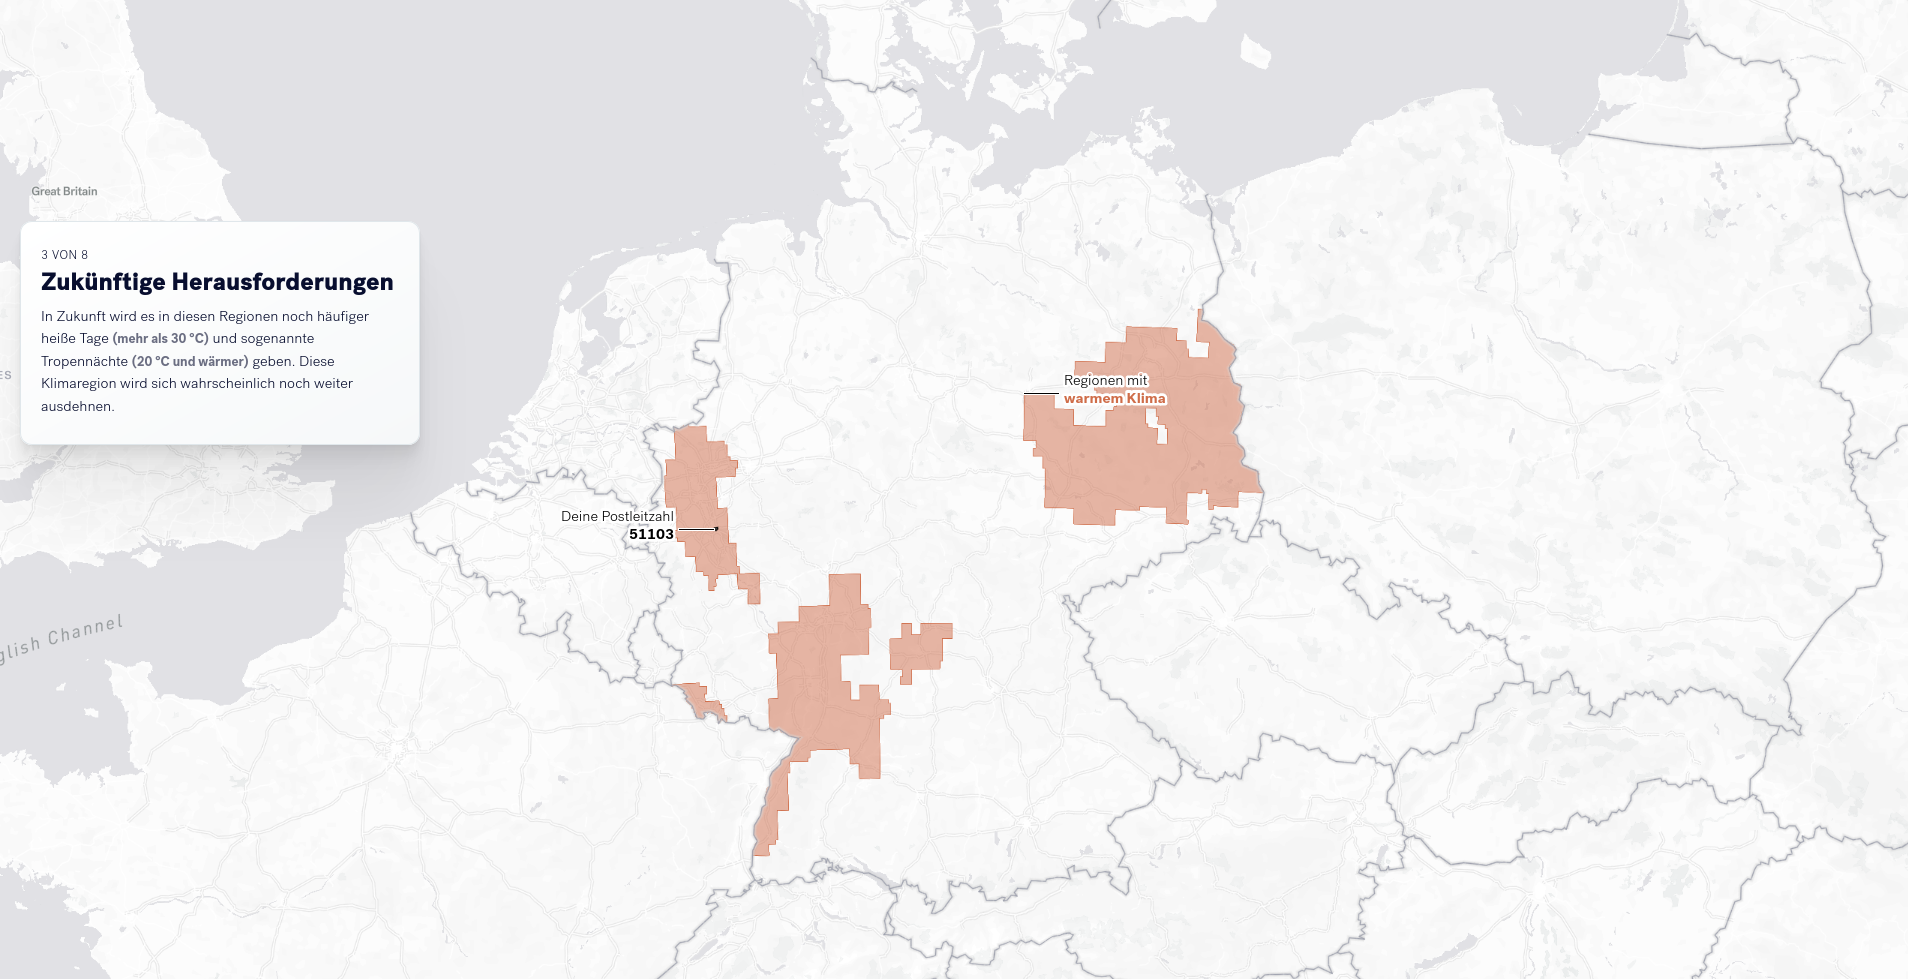 Great Britain
3 VON 8
Zukünftige Herausforderungen
In Zukunft wird es in diesen Regionen noch häufiger
heiße Tage (mehr als 30 °C) und sogenannte
Tropennächte (20 °C und wärmer) geben. Diese
Klimaregion wird sich wahrscheinlich noch weiter
ausdehnen.
ES
Regionen mit
warmem Klima
Deine Postleitzahl
51103
glish Channel